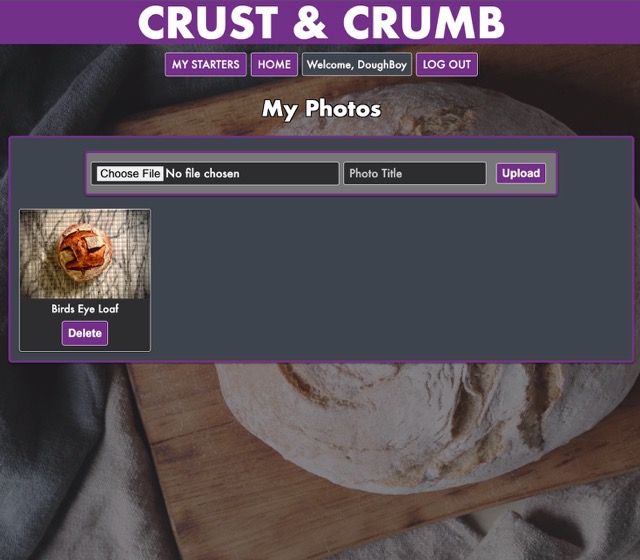 CRUST & CRUMB
MY STARTERS HOME Welcome, DoughBoy LOG OUT
My Photos
Choose File No file chosen Photo Title Upload
Birds Eye Loaf
Delete